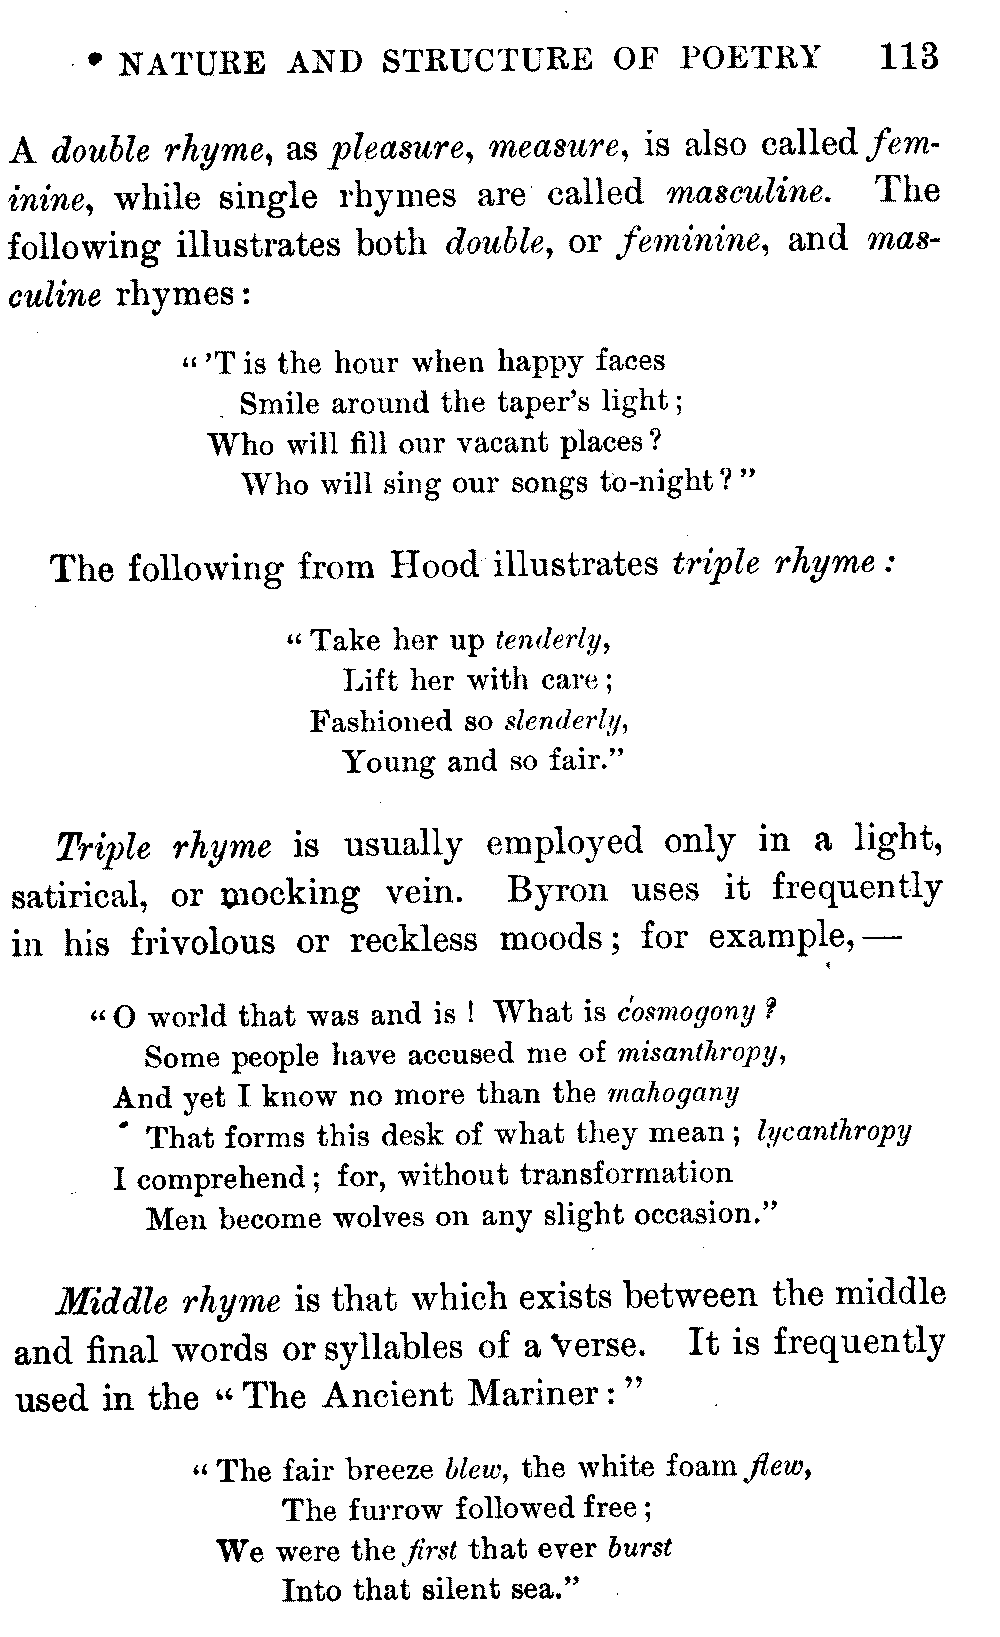 NATURE AND STRUCTURE OF POETRY 113
A double rhyme, as pleasure, measure, is also called fem-
inine, while single rhymes are called masculine. The
following illustrates both double, or feminine, and mas-
culine rhymes:
“'T is the hour when happy faces
Smile around the taper's light;
Who will fill our vacant places?
Who will sing our songs to-night?”
The following from Hood illustrates triple rhyme:
“Take her up tenderly,
Lift her with care;
Fashioned so slenderly,
Young and so fair.”
Triple rhyme is usually employed only in a light,
satirical, or mocking vein. Byron uses it frequently
in his frivolous or reckless moods; for example,—
“O world that was and is! What is cosmogony?
Some people have accused me of misanthropy,
And yet I know no more than the mahogany
That forms this desk of what they mean; lycanthropy
I comprehend; for, without transformation
Men become wolves on any slight occasion.”
Middle rhyme is that which exists between the middle
and final words or syllables of a verse. It is frequently
used in the “The Ancient Mariner:”
“The fair breeze blew, the white foam flew,
The furrow followed free;
We were the first that ever burst
Into that silent sea.”